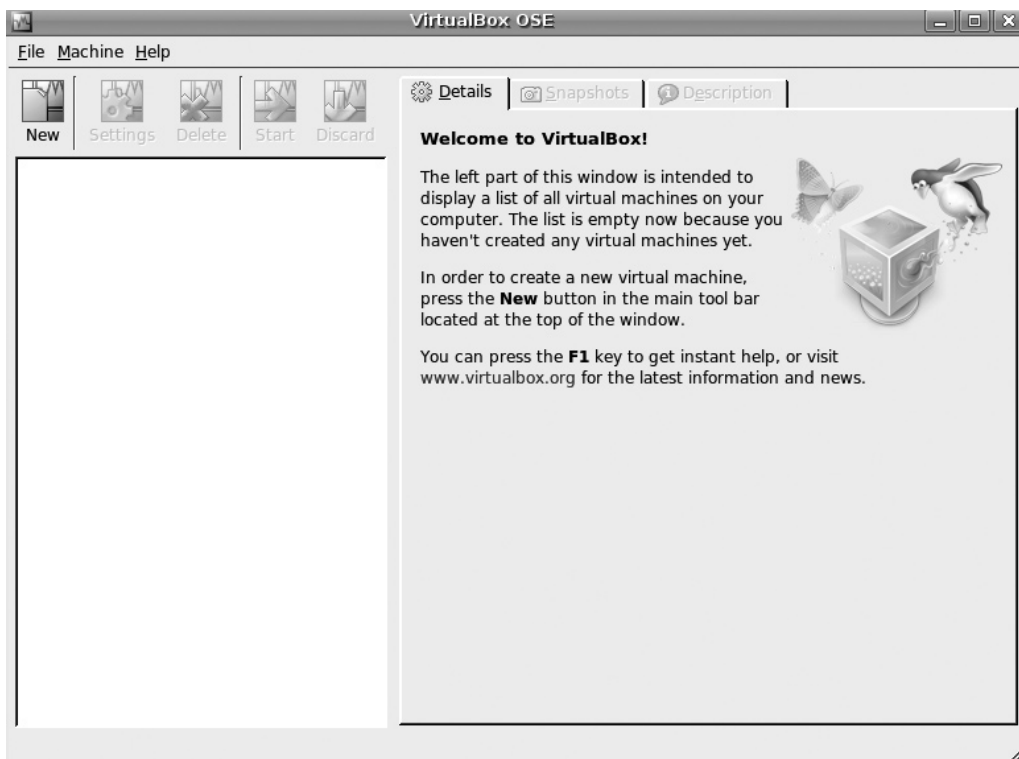 VirtualBox OSE
File Machine Help
New Settings Delete Start Discard
Details Snapshots Description
Welcome to VirtualBox!
The left part of this window is intended to
display a list of all virtual machines on your
computer. The list is empty now because you
haven't created any virtual machines yet.
In order to create a new virtual machine,
press the New button in the main tool bar
located at the top of the window.
You can press the F1 key to get instant help, or visit
www.virtualbox.org for the latest information and news.